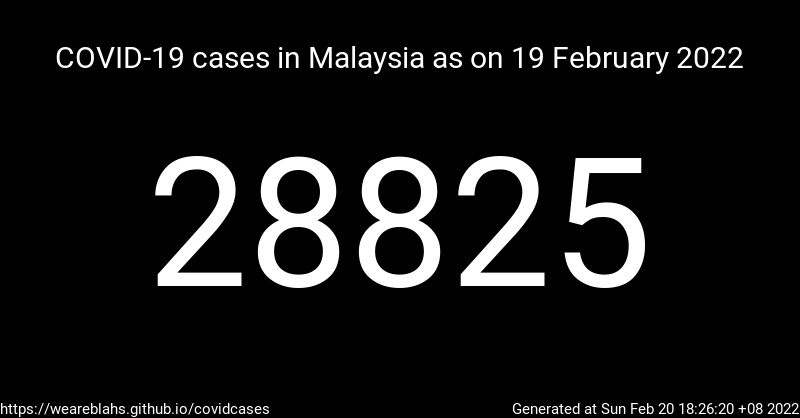 COVID-19 cases in Malaysia as on 19 February 2022
28825
https://weareblahs.github.io/covidcases
Generated at Sun Feb 20 18:26:20 +08 2022